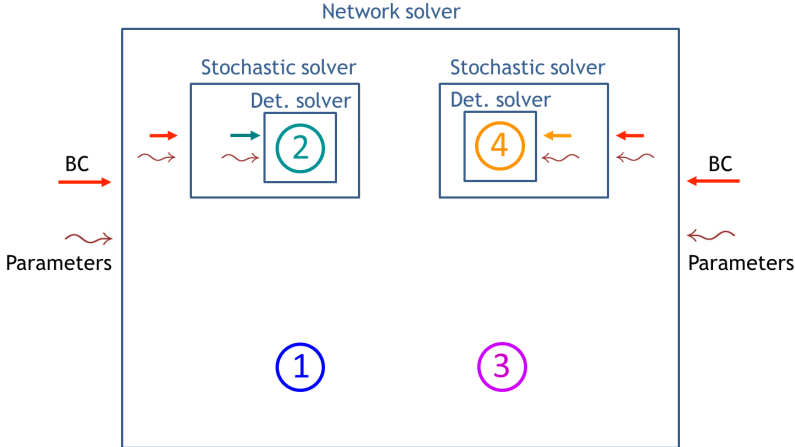 Network solver
Stochastic solver
Stochastic solver
Det. solver
Det. solver
2
4
BC
BC
Parameters
Parameters
1
3